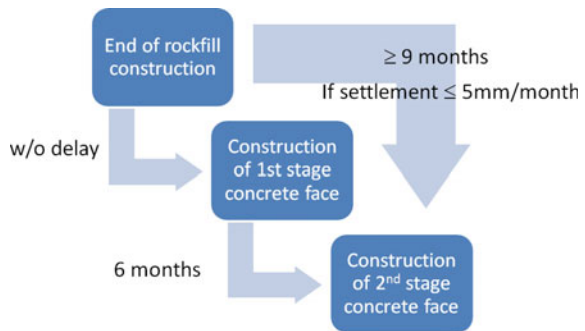 End of rockfill
construction
≥ 9 months
If settlement ≤ 5mm/month
w/o delay
Construction
of 1st stage
concrete face
6 months
Construction
of 2nd stage
concrete face